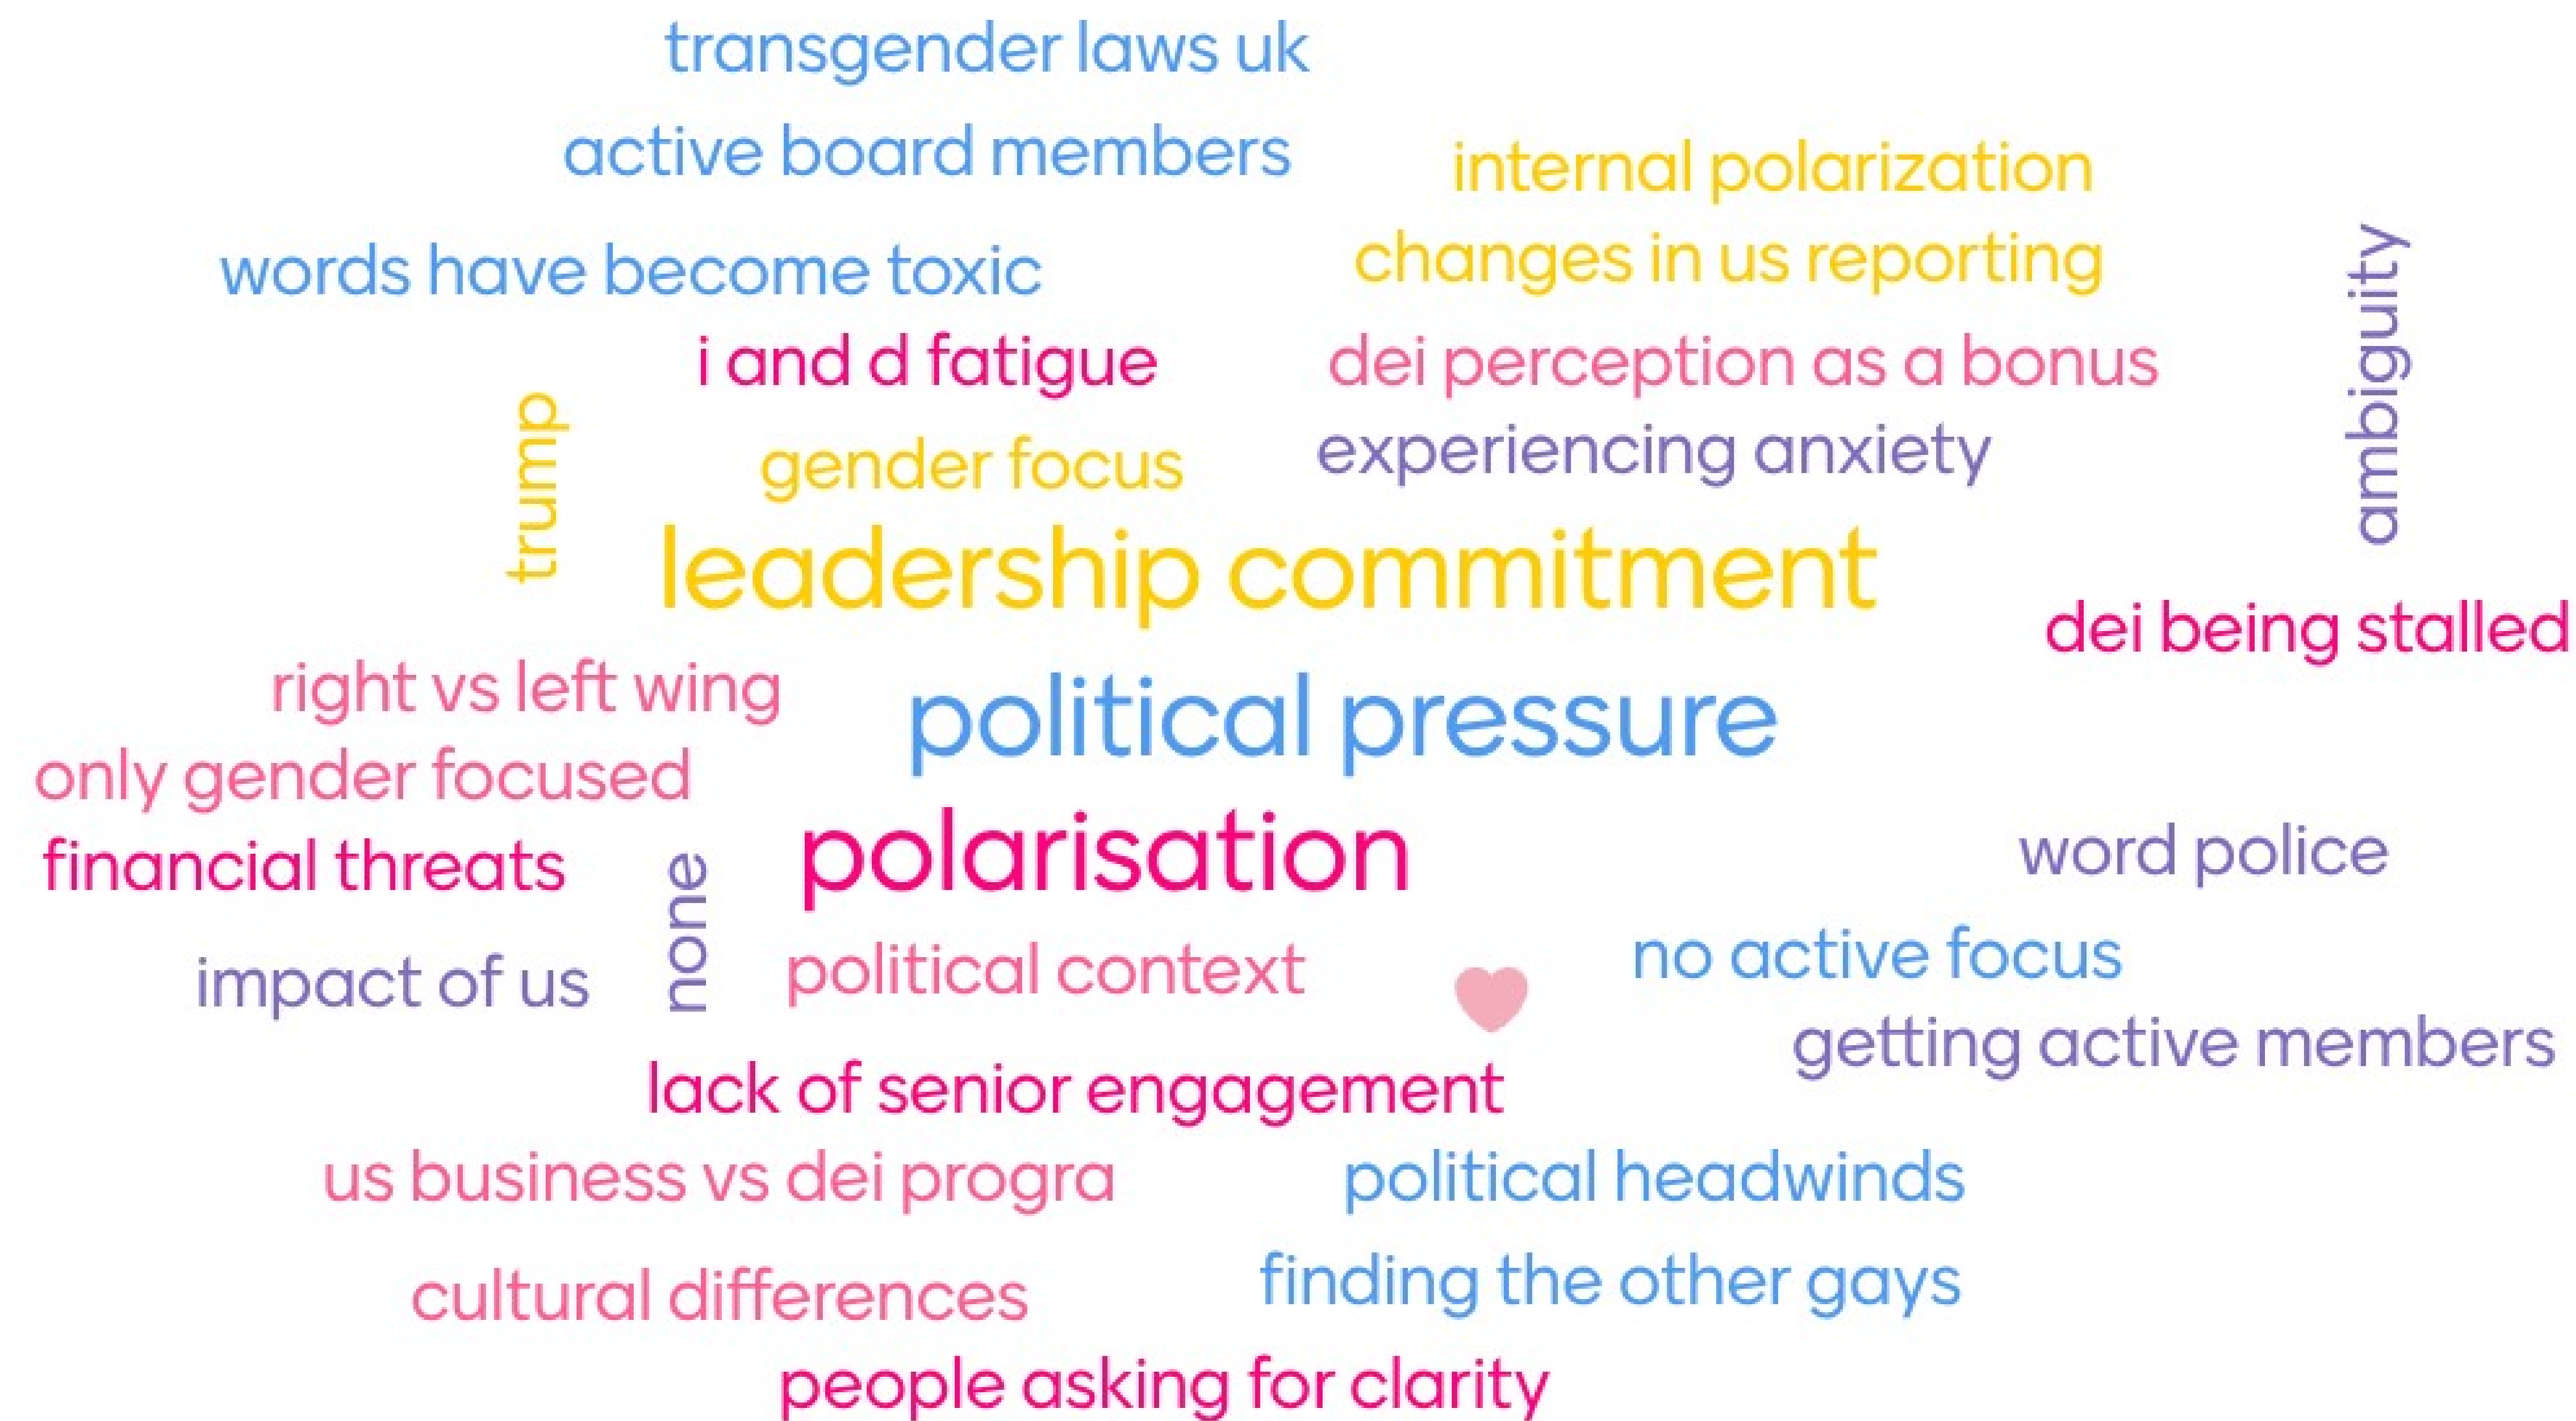 transgender laws uk
active board members
internal polarization
words have become toxic
changes in us reporting
ambiguity
i and d fatigue
dei perception as a bonus
trump
gender focus
experiencing anxiety
leadership commitment
dei being stalled
right vs left wing
political pressure
only gender focused
polarisation
word police
financial threats
none
impact of us
political context
no active focus
getting active members
lack of senior engagement
us business vs dei progra
political headwinds
cultural differences
finding the other gays
people asking for clarity